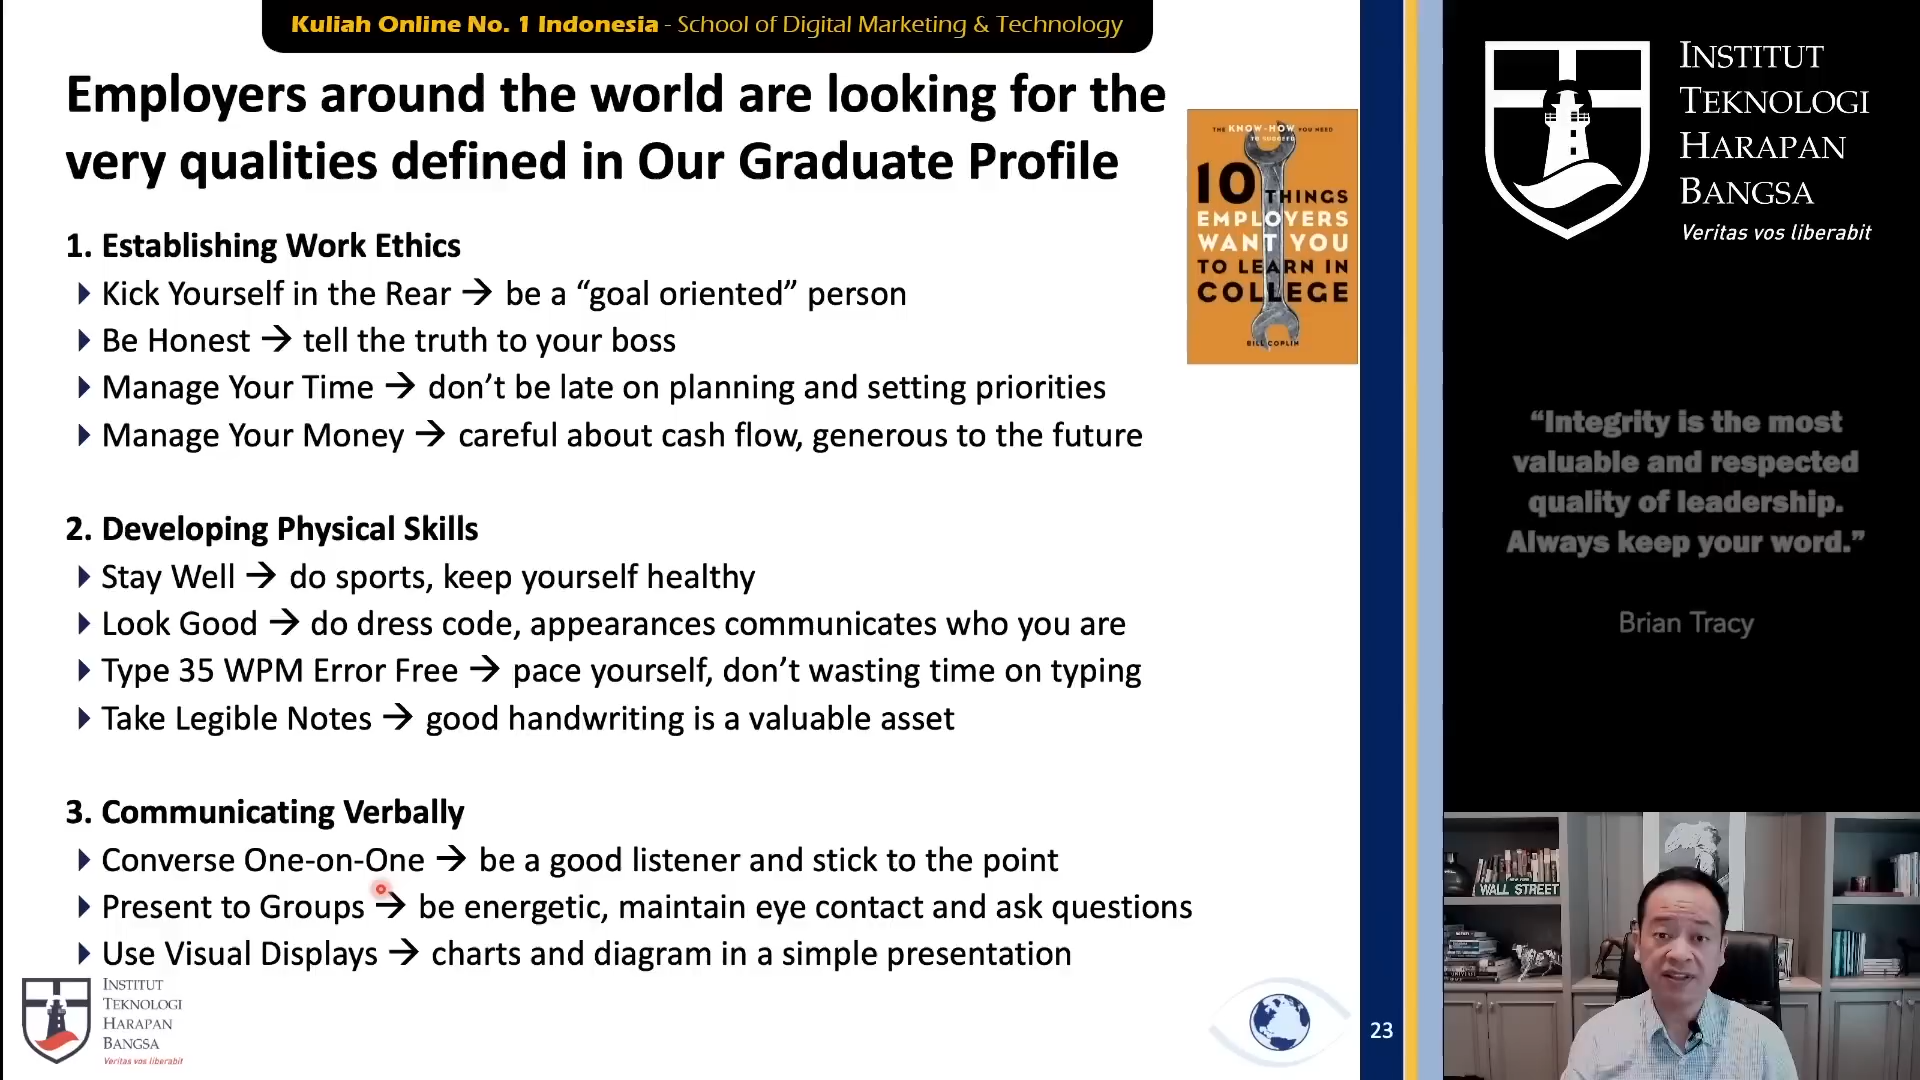 Kuliah Online No. 1 Indonesia - School of Digital Marketing & Technology
Employers around the world are looking for the
very qualities defined in Our Graduate Profile
1. Establishing Work Ethics
Kick Yourself in the Rear → be a “goal oriented” person
Be Honest → tell the truth to your boss
Manage Your Time → don’t be late on planning and setting priorities
Manage Your Money → careful about cash flow, generous to the future
2. Developing Physical Skills
Stay Well → do sports, keep yourself healthy
Look Good → do dress code, appearances communicates who you are
Type 35 WPM Error Free → pace yourself, don’t wasting time on typing
Take Legible Notes → good handwriting is a valuable asset
3. Communicating Verbally
Converse One-on-One → be a good listener and stick to the point
Present to Groups → be energetic, maintain eye contact and ask questions
Use Visual Displays → charts and diagram in a simple presentation
INSTITUT
TEKNOLOGI
HARAPAN
BANGSA
Veritas vos liberabit
23
THE KNOW-HOW YOU NEED
TO SUCCEED
10 THINGS
EMPLOYERS
WANT YOU
TO LEARN IN
COLLEGE
BILL COPLIN
INSTITUT
TEKNOLOGI
HARAPAN
BANGSA
Veritas vos liberabit
“Integrity is the most
valuable and respected
quality of leadership.
Always keep your word.”
Brian Tracy
WALL STREET